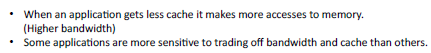 • When an application gets less cache it makes more accesses to memory.
(Higher bandwidth)
• Some applications are more sensitive to trading off bandwidth and cache than others.